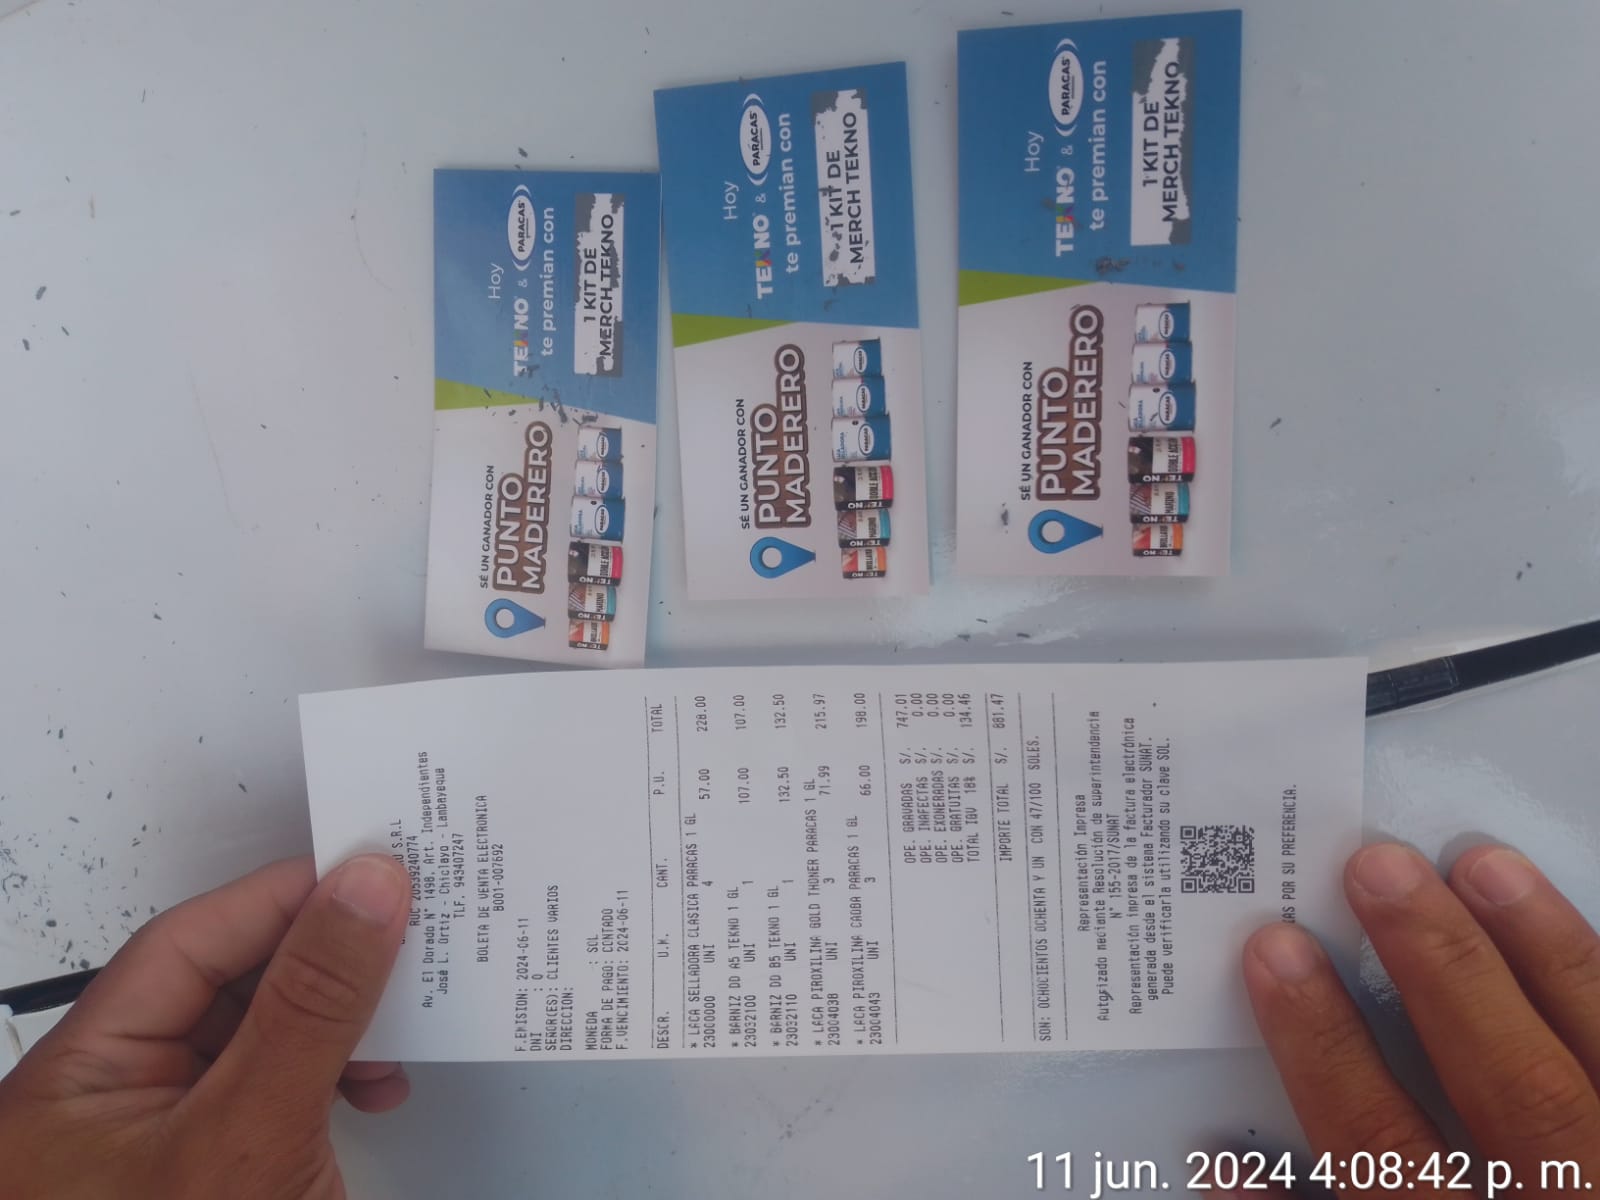 SÉ UN GANADOR CON
PUNTO
MADERERO
Hoy
TEKNO & PARACAS
te premian con
1 KIT DE
MERCH TEKNO
SÉ UN GANADOR CON
PUNTO
MADERERO
Hoy
TEKNO & PARACAS
te premian con
1 KIT DE
MERCH TEKNO
SÉ UN GANADOR CON
PUNTO
MADERERO
Hoy
TEKNO & PARACAS
te premian con
1 KIT DE
MERCH TEKNO
S.R.L
RUC 20539240774
Av. El Dorado N° 1498, Art. Independientes
José L. Ortiz - Chiclayo - Lambayeque
TLF. 943407247
BOLETA DE VENTA ELECTRONICA
B001-007692
F.EMISION: 2024-06-11
DNI : 0
SEÑOR(ES): CLIENTES VARIOS
DIRECCION:
MONEDA : SOL
FORMA DE PAGO: CONTADO
F.VENCIMIENTO: 2024-06-11
DESCR. U.M. CANT. P.U. TOTAL
* LACA SELLADORA CLASICA PARACAS 1 GL
23000000 UNI 4 57.00 228.00
* BARNIZ DD A5 TEKNO 1 GL
23032100 UNI 1 107.00 107.00
* BARNIZ DD B5 TEKNO 1 GL
23032110 UNI 1 132.50 132.50
* LACA PIROXILINA GOLD THONER PARACAS 1 GL
23004038 UNI 3 71.99 215.97
* LACA PIROXILINA CAOBA PARACAS 1 GL
23004043 UNI 3 66.00 198.00
OPE. GRAVADAS S/. 747.01
OPE. INAFECTAS S/. 0.00
OPE. EXONERADAS S/. 0.00
OPE. GRATUITAS S/. 0.00
TOTAL IGV 18% S/. 134.46
IMPORTE TOTAL S/. 881.47
SON: OCHOCIENTOS OCHENTA Y UN CON 47/100 SOLES.
Representación Impresa
Autorizado mediante Resolución de superintendencia
N° 155-2017/SUNAT
Representación impresa de la factura electrónica
generada desde el sistema Facturador SUNAT.
Puede verificarla utilizando su clave SOL.
IAS POR SU PREFERENCIA.
11 jun. 2024 4:08:42 p. m.